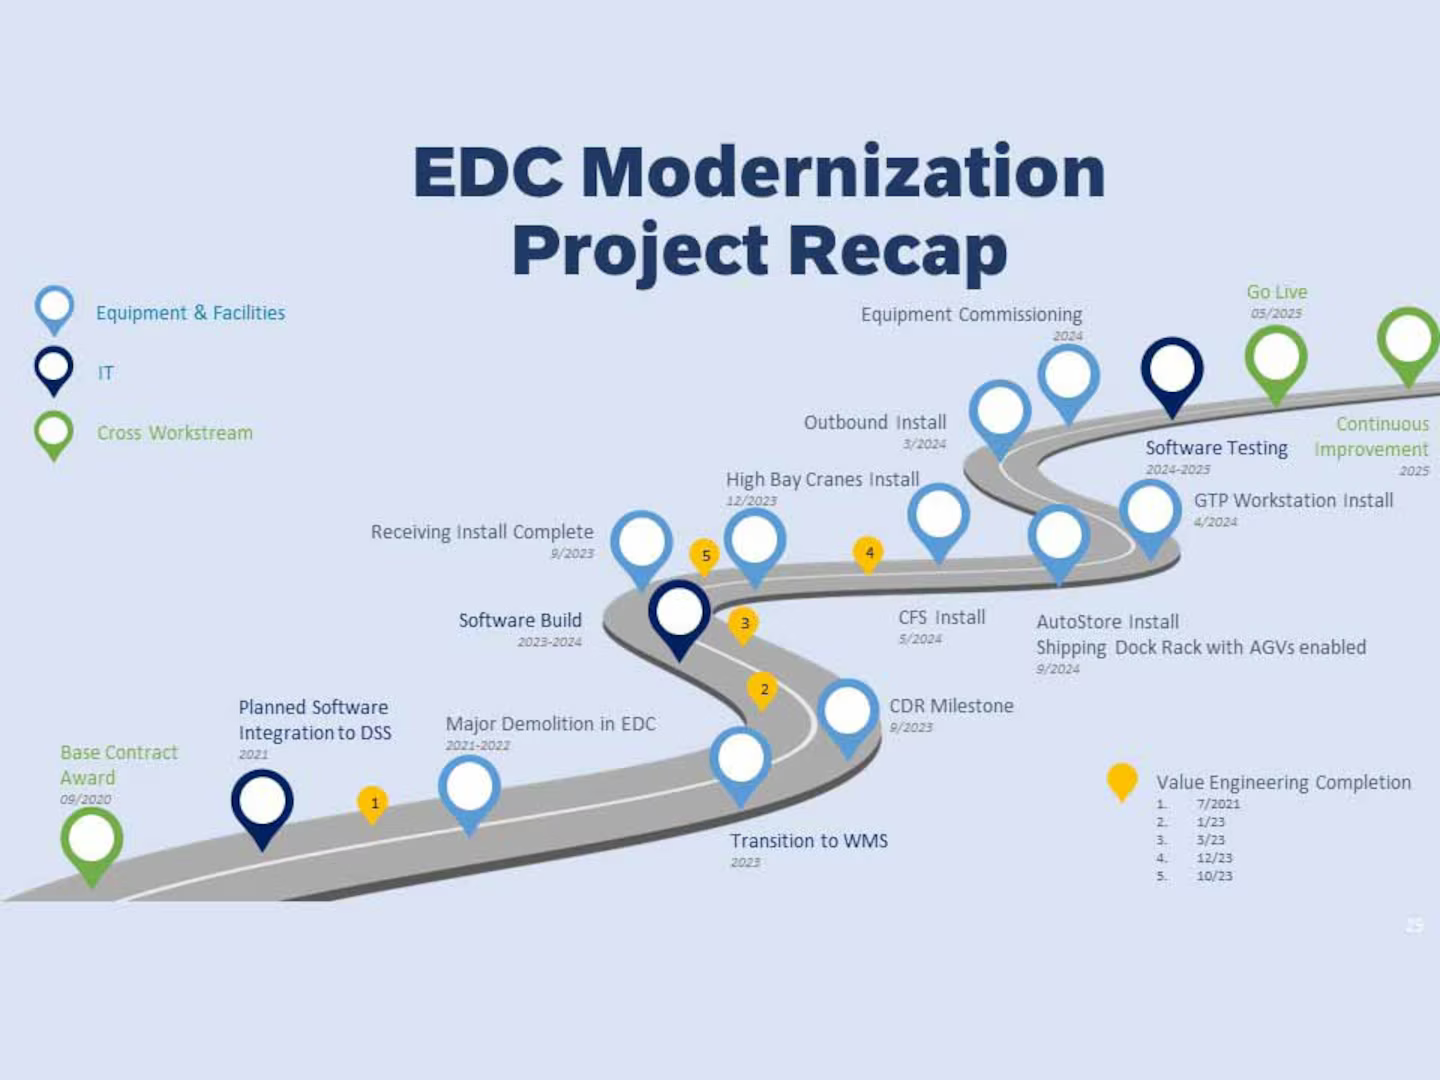 EDC Modernization
Project Recap
Equipment & Facilities
IT
Cross Workstream
Base Contract
Award
09/2020
Planned Software
Integration to DSS
2021
1
Major Demolition in EDC
2021-2022
Transition to WMS
2023
CDR Milestone
9/2023
2
3
Software Build
2023-2024
Receiving Install Complete
9/2023
5
High Bay Cranes Install
12/2023
4
CFS Install
5/2024
AutoStore Install
Shipping Dock Rack with AGVs enabled
9/2024
GTP Workstation Install
4/2024
Outbound Install
3/2024
Equipment Commissioning
2024
Software Testing
2024-2025
Go Live
05/2025
Continuous
Improvement
2025
Value Engineering Completion
1. 7/2021
2. 1/23
3. 3/23
4. 12/23
5. 10/23
25